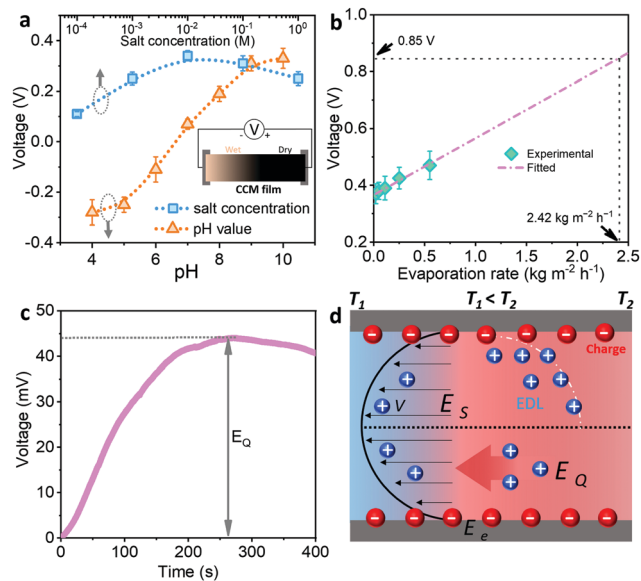 a
10⁻⁴ 10⁻³ 10⁻² 10⁻¹ 10⁰
Salt concentration (M)
0.4
0.2
0.0
-0.2
-0.4
Voltage (V)
- V +
Wet Dry
CCM film
salt concentration
pH value
4 6 8 10
pH
b
1.0
0.8
0.6
0.4
0.2
Voltage (V)
0.85 V
Experimental
Fitted
2.42 kg m⁻² h⁻¹
0.0 0.5 1.0 1.5 2.0 2.5
Evaporation rate (kg m⁻² h⁻¹)
c
50
40
30
20
10
0
Voltage (mV)
E_Q
0 100 200 300 400
Time (s)
d
T₁ T₁ < T₂ T₂
Charge
V
E_S
EDL
E_Q
E_e